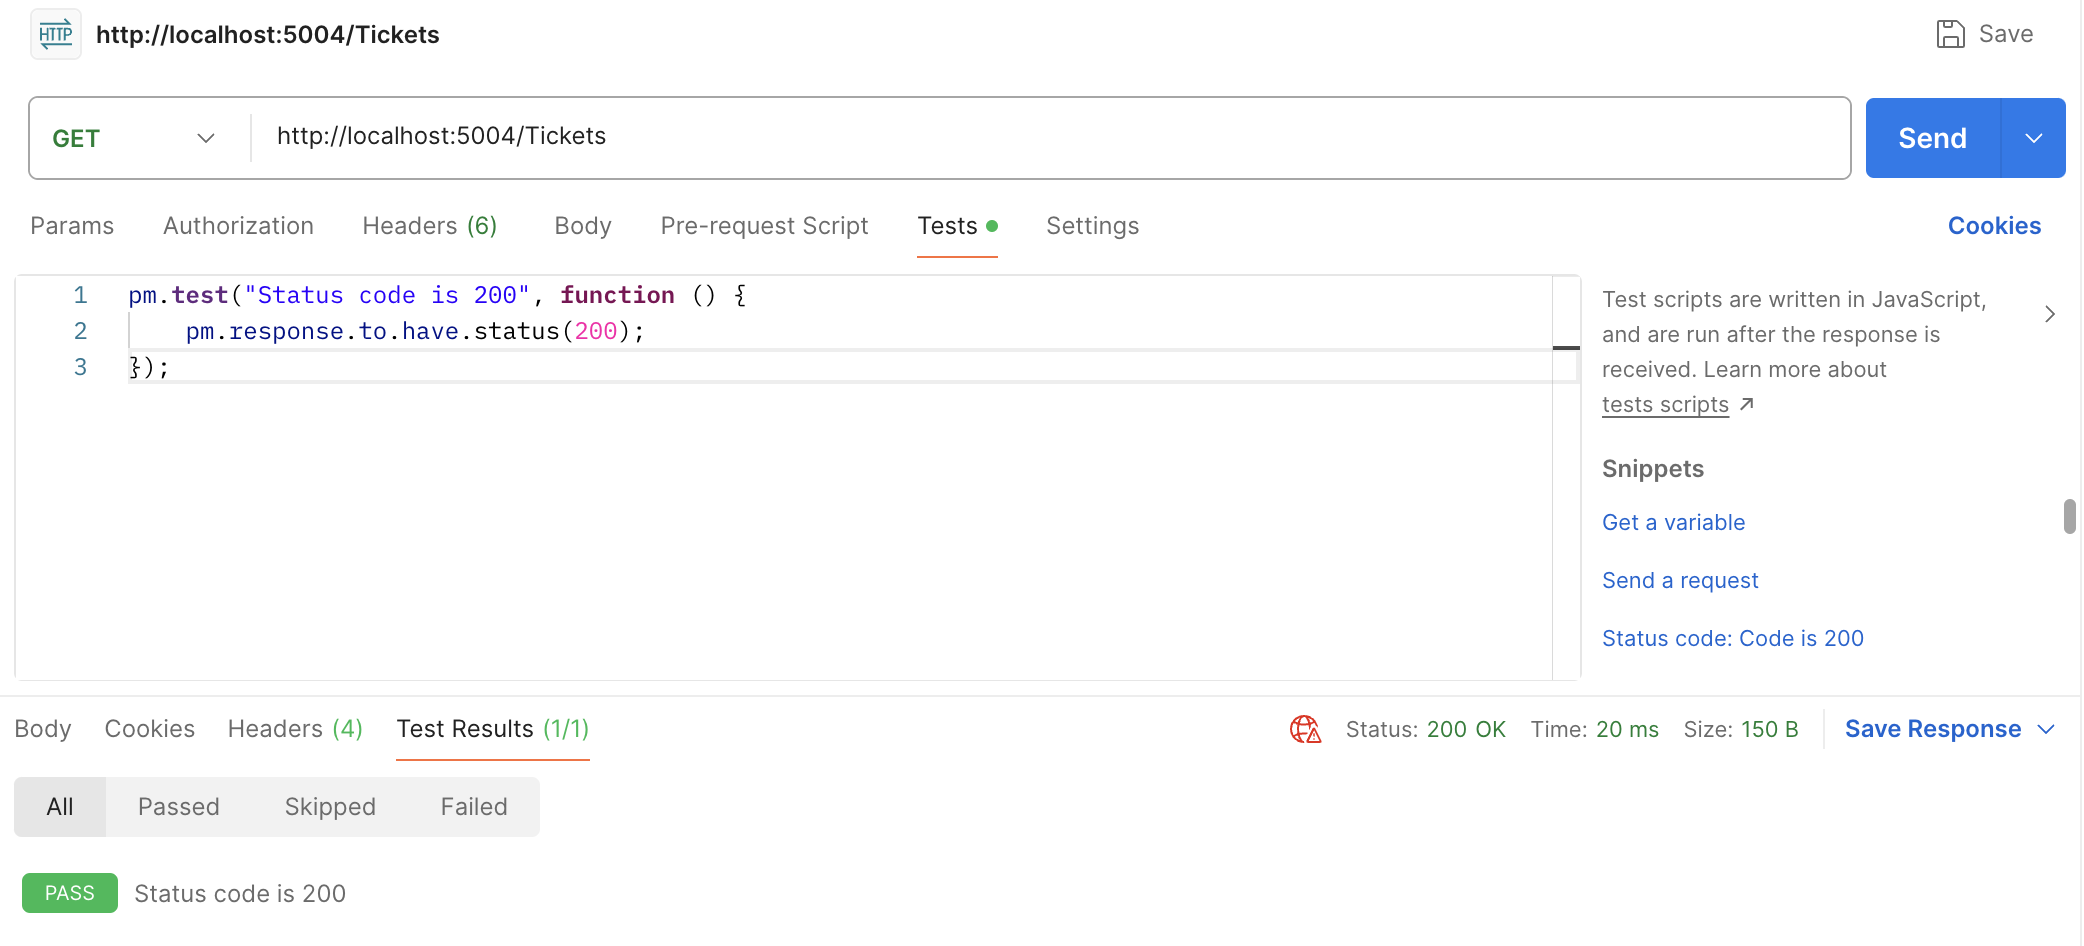 HTTP http://localhost:5004/Tickets Save
GET http://localhost:5004/Tickets Send
Params Authorization Headers (6) Body Pre-request Script Tests Settings Cookies
1 pm.test("Status code is 200", function () {
2 pm.response.to.have.status(200);
3 });
Test scripts are written in JavaScript,
and are run after the response is
received. Learn more about
tests scripts ↗
Snippets
Get a variable
Send a request
Status code: Code is 200
Body Cookies Headers (4) Test Results (1/1) Status: 200 OK Time: 20 ms Size: 150 B Save Response
All Passed Skipped Failed
PASS Status code is 200